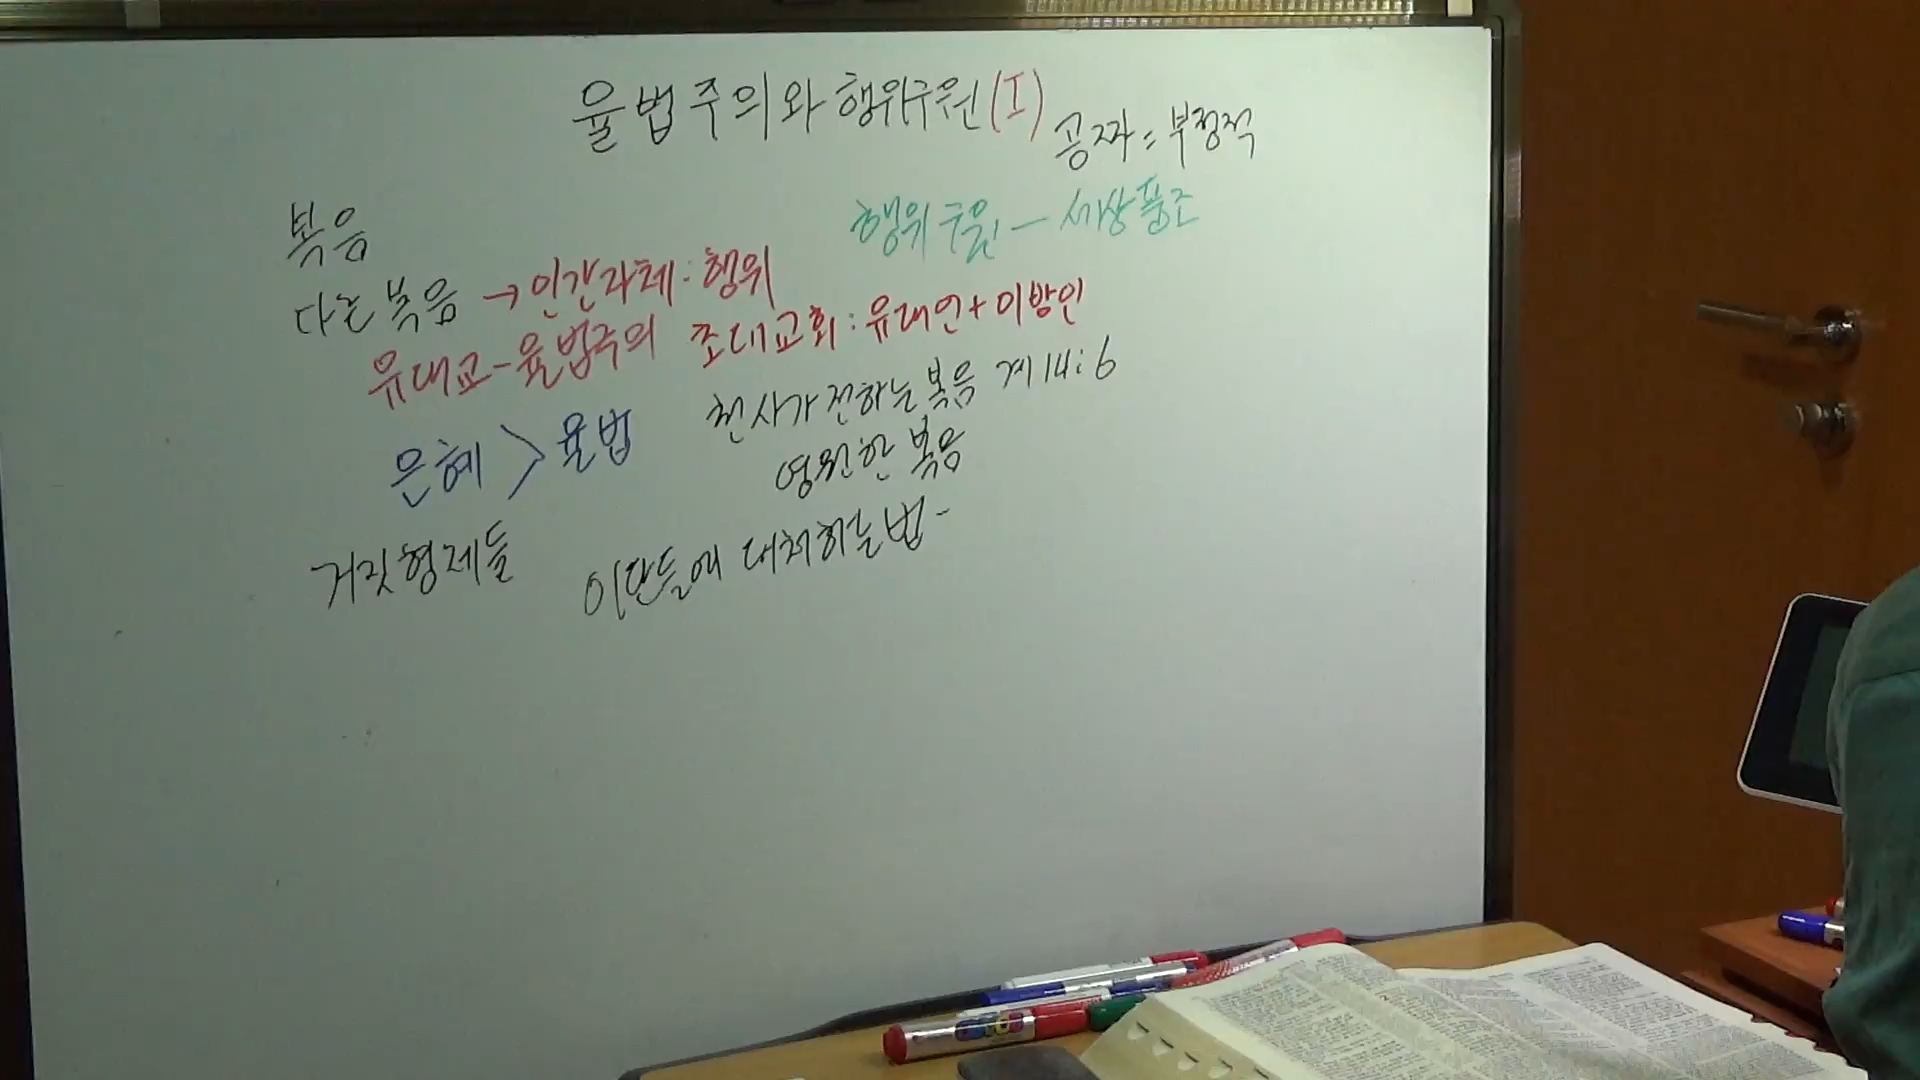 율법주의와 행위구원(I)
공짜 = 부정적
복음
행위구원 - 세상풍조
다른 복음 → 인간자체 : 행위
유대교 - 율법주의 초대교회 : 유대인 + 이방인
천사가 전하는 복음 계 14:6
은혜 > 율법
영원한 복음
거짓형제들 이단들에 대처하는 법 -